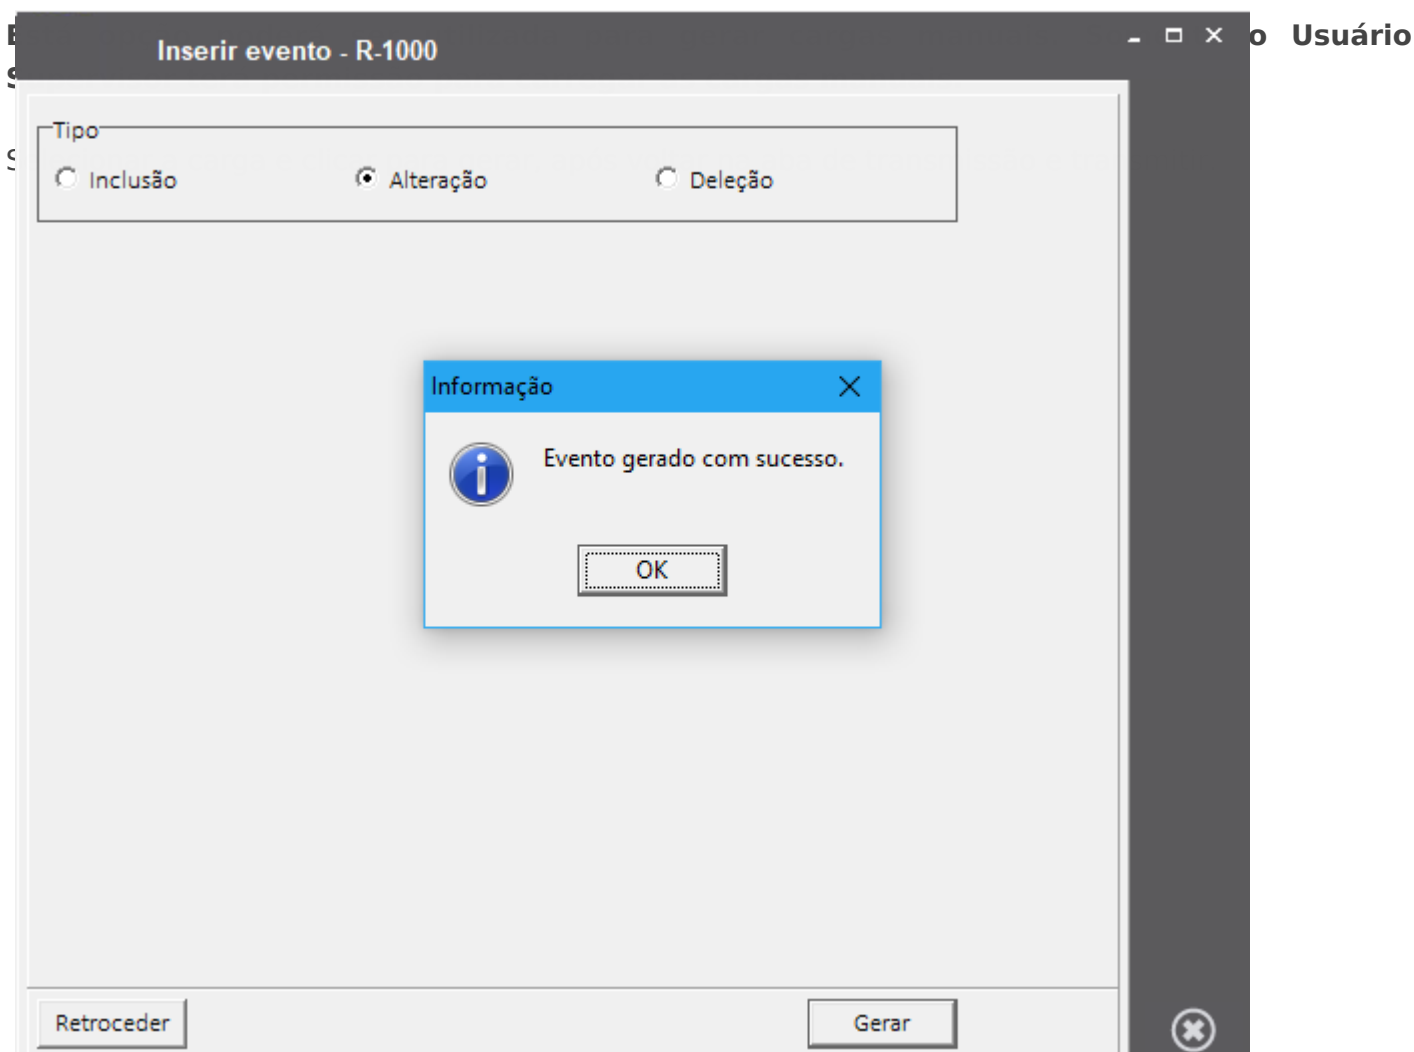 o Usuário
Inserir evento - R-1000
Tipo
Inclusão Alteração Deleção
Informação
Evento gerado com sucesso.
OK
Retroceder Gerar